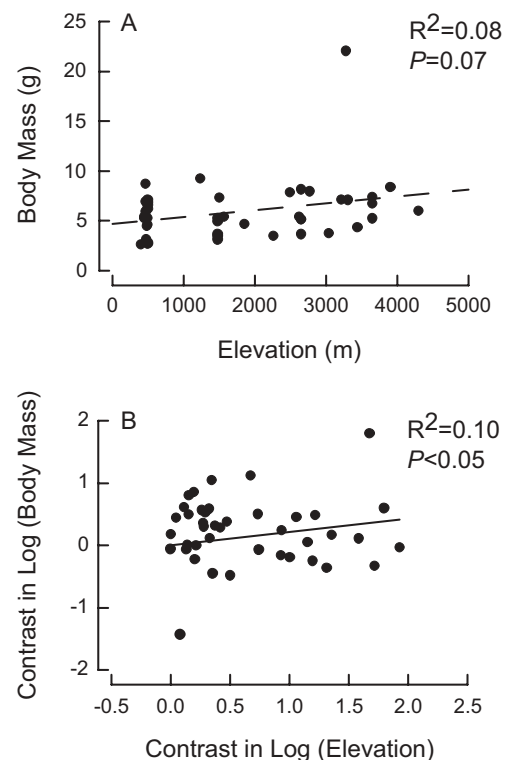 A
R²=0.08
P=0.07
Body Mass (g)
25
20
15
10
5
0
0 1000 2000 3000 4000 5000
Elevation (m)
B
R²=0.10
P<0.05
Contrast in Log (Body Mass)
2
1
0
-1
-2
-0.5 0.0 0.5 1.0 1.5 2.0 2.5
Contrast in Log (Elevation)